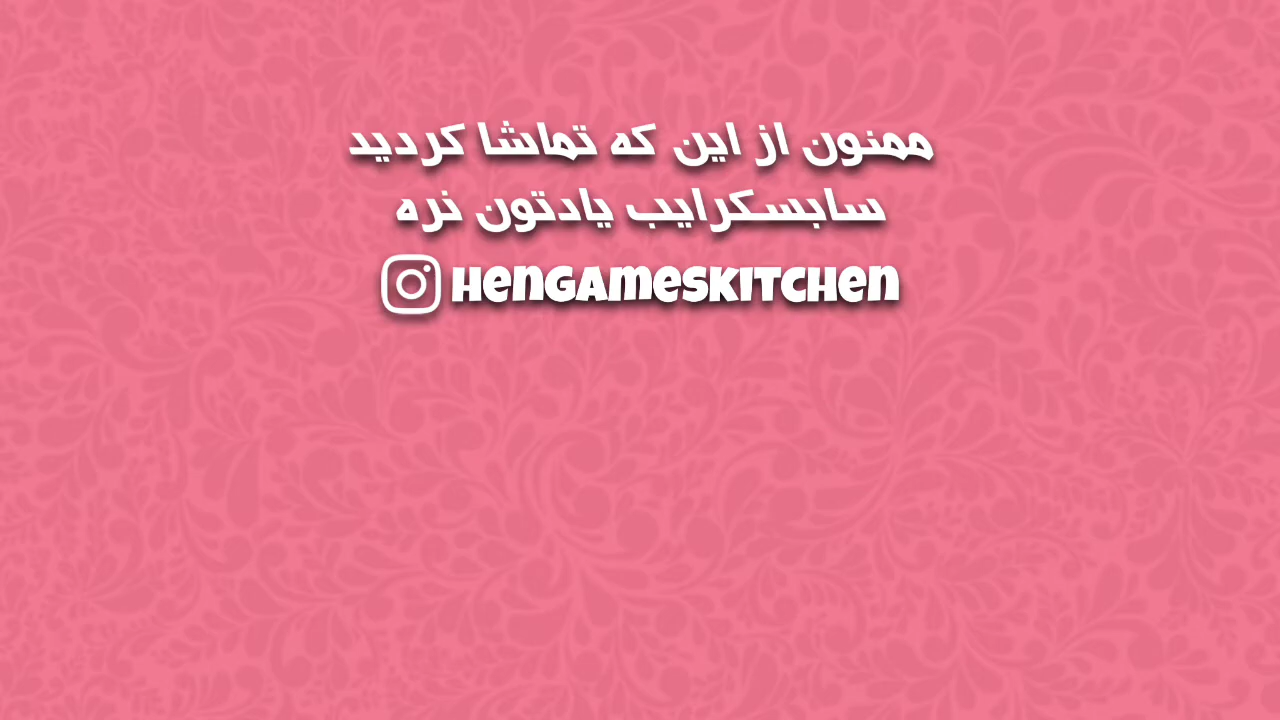 ممنون از این که تماشا کردید
سابسکرایب یادتون نره
HENGAMESKITCHEN